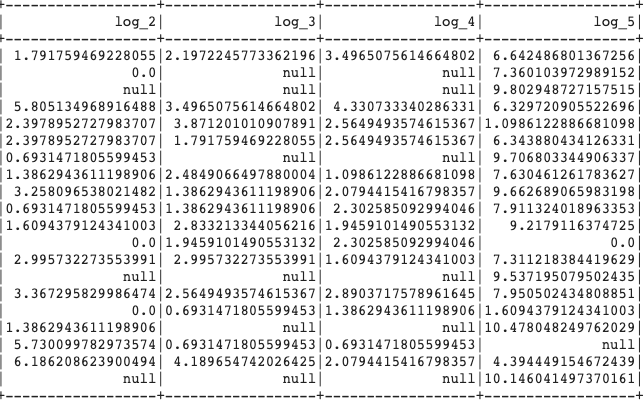 +------------------+------------------+------------------+------------------+
|             log_2|             log_3|             log_4|             log_5|
+------------------+------------------+------------------+------------------+
| 1.791759469228055|2.1972245773362196|3.4965075614664802| 6.642486801367256|
|               0.0|              null|              null| 7.360103972989152|
|              null|              null|              null| 9.802948727157515|
| 5.805134968916488|3.4965075614664802| 4.330733340286331| 6.329720905522696|
|2.3978952727983707| 3.871201010907891|2.5649493574615367|1.0986122886681098|
|2.3978952727983707| 1.791759469228055|2.5649493574615367| 6.343880434126331|
|0.6931471805599453|              null|              null| 9.706803344906337|
|1.3862943611198906|2.4849066497880004|1.0986122886681098| 7.630461261783627|
| 3.258096538021482|1.3862943611198906|2.0794415416798357| 9.662689065983198|
|0.6931471805599453|1.3862943611198906| 2.302585092994046| 7.911324018963353|
|1.6094379124341003| 2.833213344056216|1.9459101490553132|  9.2179116374725|
|               0.0|1.9459101490553132| 2.302585092994046|               0.0|
| 2.995732273553991| 2.995732273553991|1.6094379124341003| 7.311218384419629|
|              null|              null|              null| 9.537195079502435|
| 3.367295829986474|2.5649493574615367|2.8903717578961645| 7.950502434808851|
|               0.0|0.6931471805599453|1.3862943611198906|1.6094379124341003|
|1.3862943611198906|              null|              null|10.478048249762029|
| 5.730099782973574|0.6931471805599453|0.6931471805599453|              null|
| 6.186208623900494| 4.189654742026425|2.0794415416798357| 4.394449154672439|
|              null|              null|              null|10.146041497370161|
+------------------+------------------+------------------+------------------+